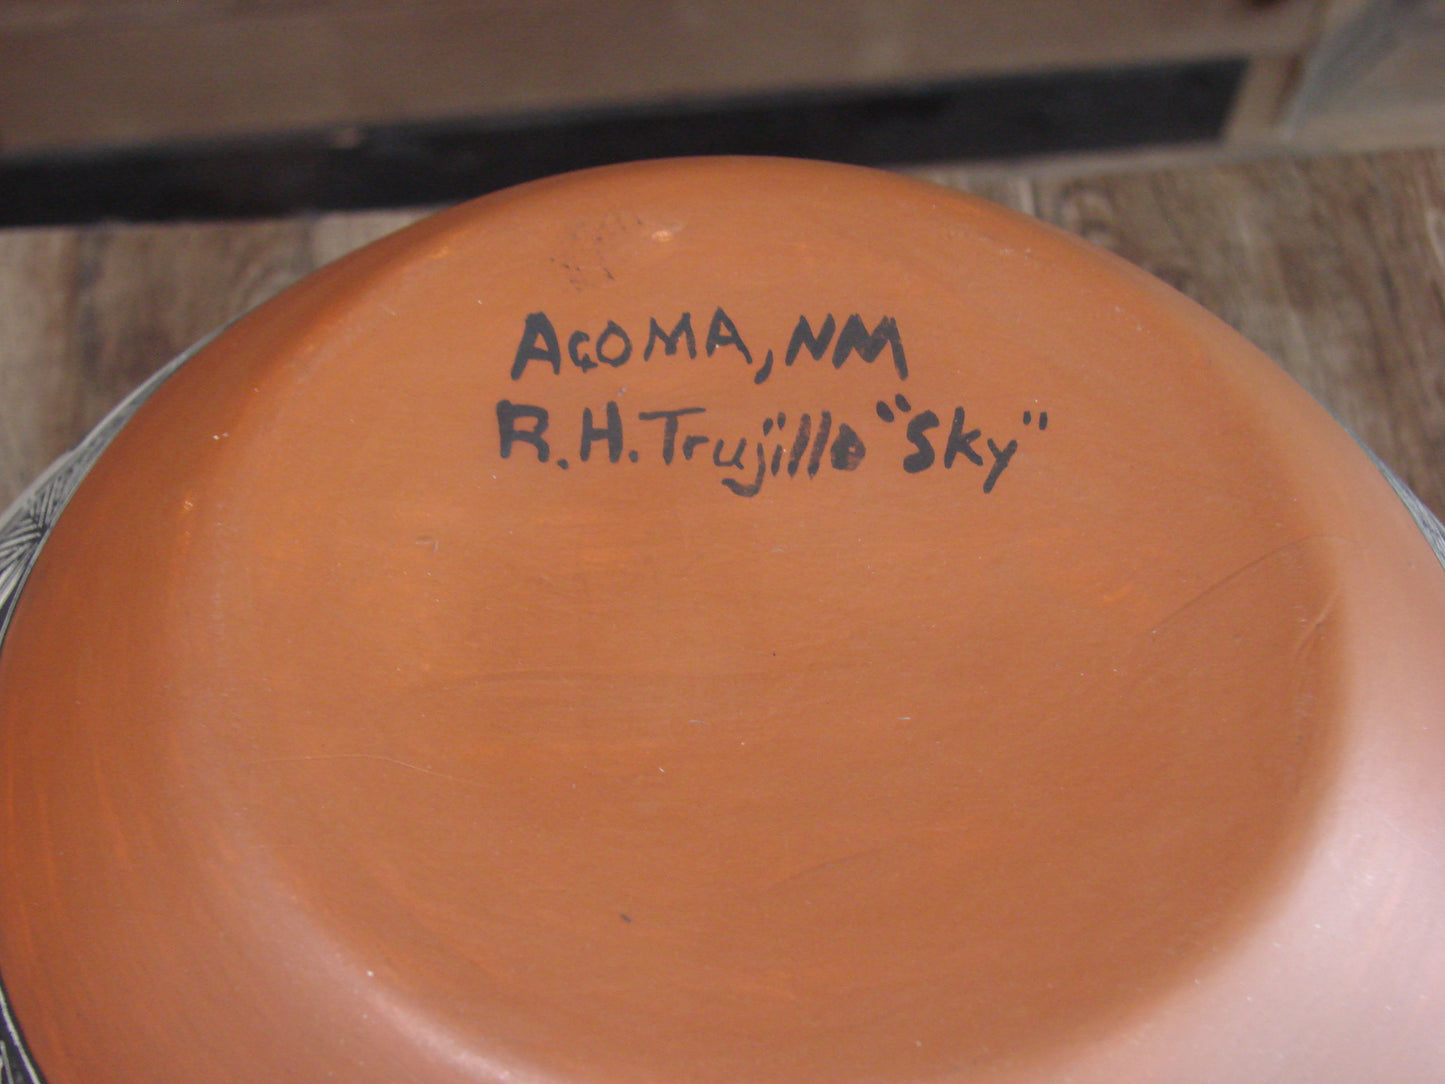 ACOMA, NM
R.H. Trujillo "Sky"